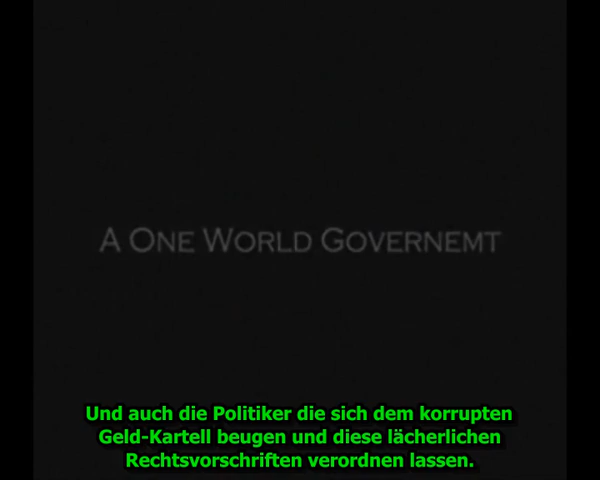 A ONE WORLD GOVERNEMT
Und auch die Politiker die sich dem korrupten
Geld-Kartell beugen und diese lächerlichen
Rechtsvorschriften verordnen lassen.